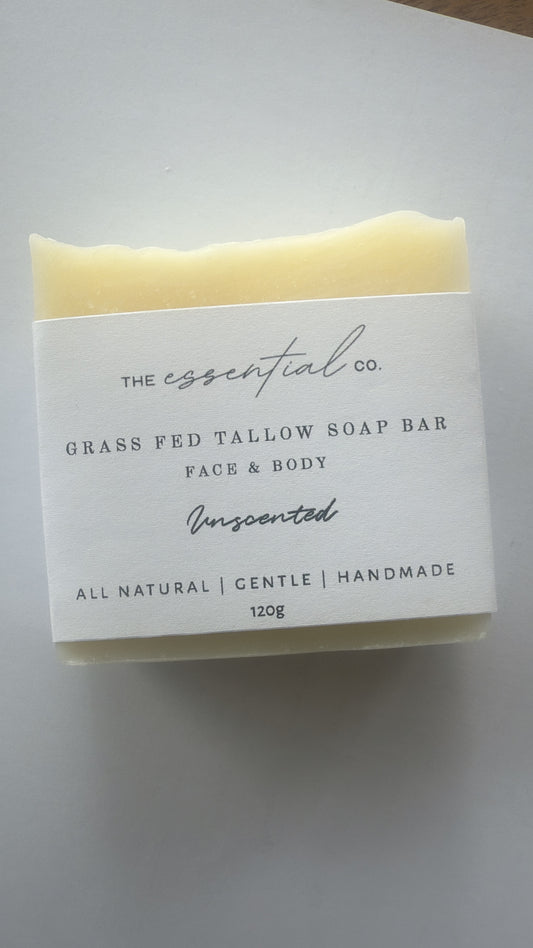 THE essential CO.
GRASS FED TALLOW SOAP BAR
FACE & BODY
Unscented
ALL NATURAL | GENTLE | HANDMADE
120g